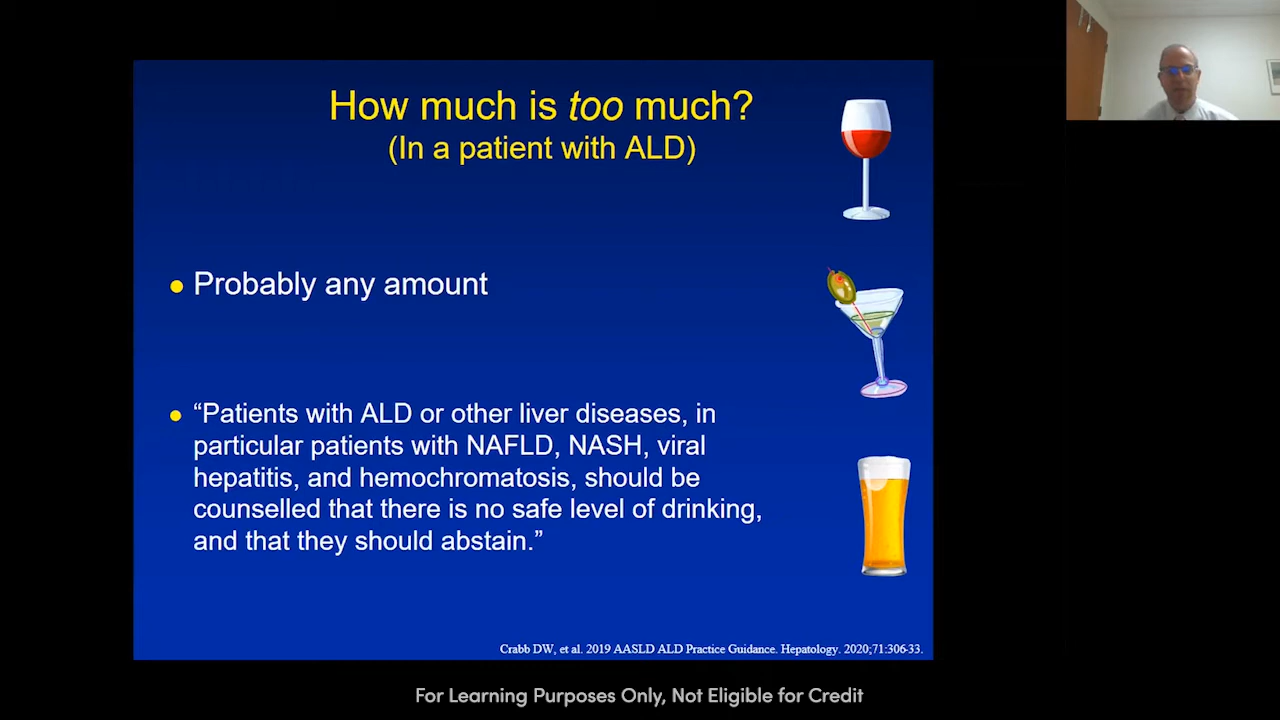 How much is too much?
(In a patient with ALD)
● Probably any amount
● “Patients with ALD or other liver diseases, in
particular patients with NAFLD, NASH, viral
hepatitis, and hemochromatosis, should be
counselled that there is no safe level of drinking,
and that they should abstain.”
Crabb DW, et al. 2019 AASLD ALD Practice Guidance. Hepatology. 2020;71:306-33.
For Learning Purposes Only, Not Eligible for Credit